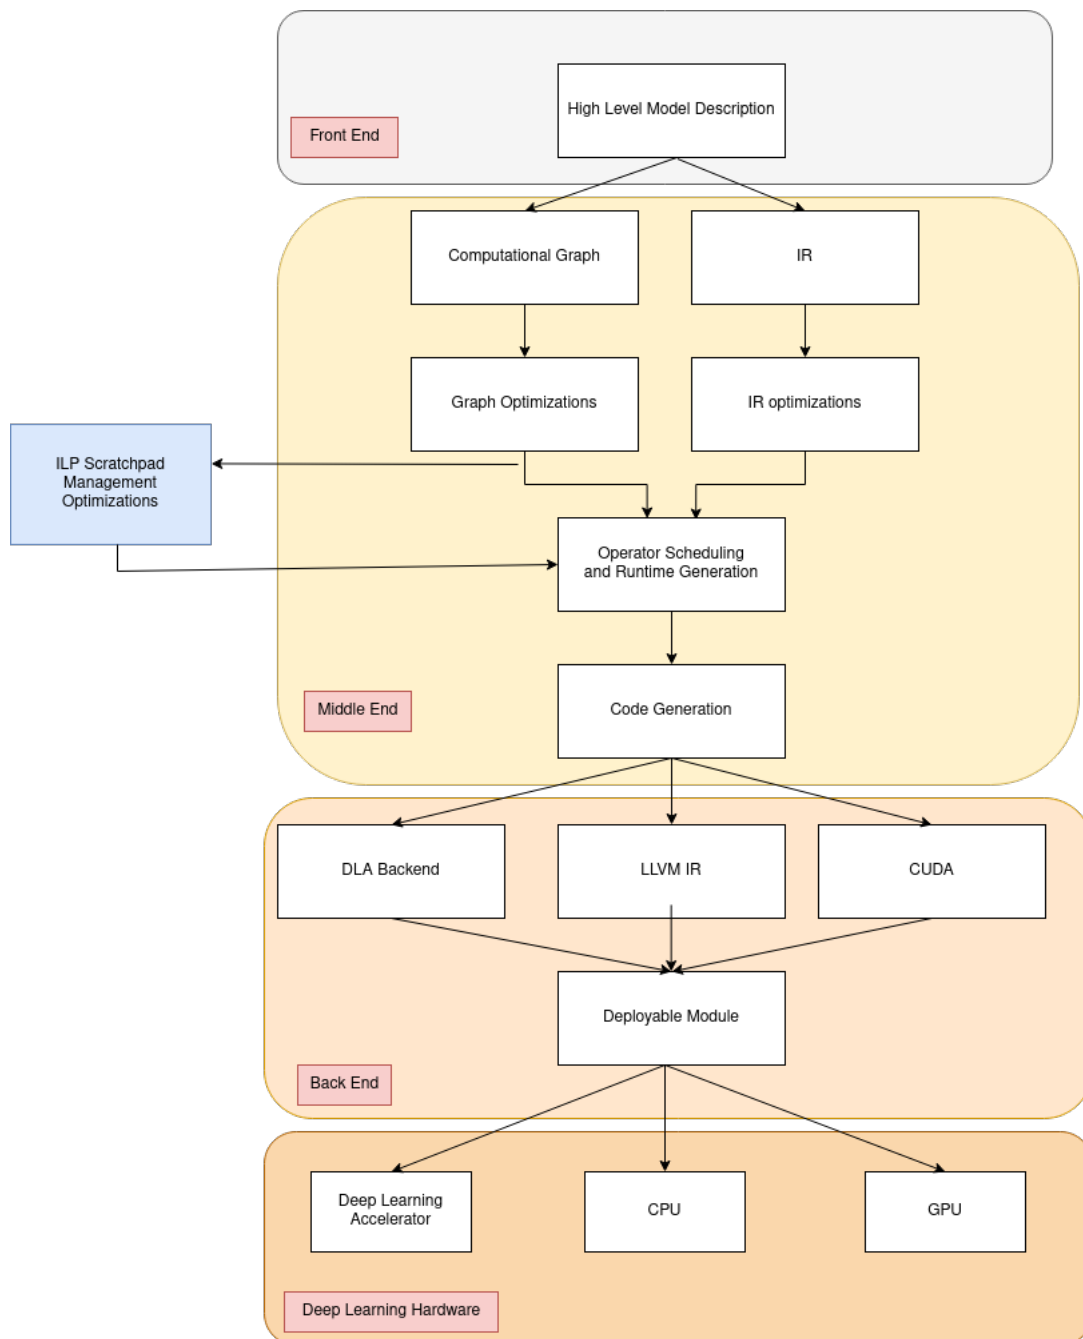 High Level Model Description
Front End
Computational Graph
IR
Graph Optimizations
IR optimizations
ILP Scratchpad
Management
Optimizations
Operator Scheduling
and Runtime Generation
Middle End
Code Generation
DLA Backend
LLVM IR
CUDA
Deployable Module
Back End
Deep Learning
Accelerator
CPU
GPU
Deep Learning Hardware